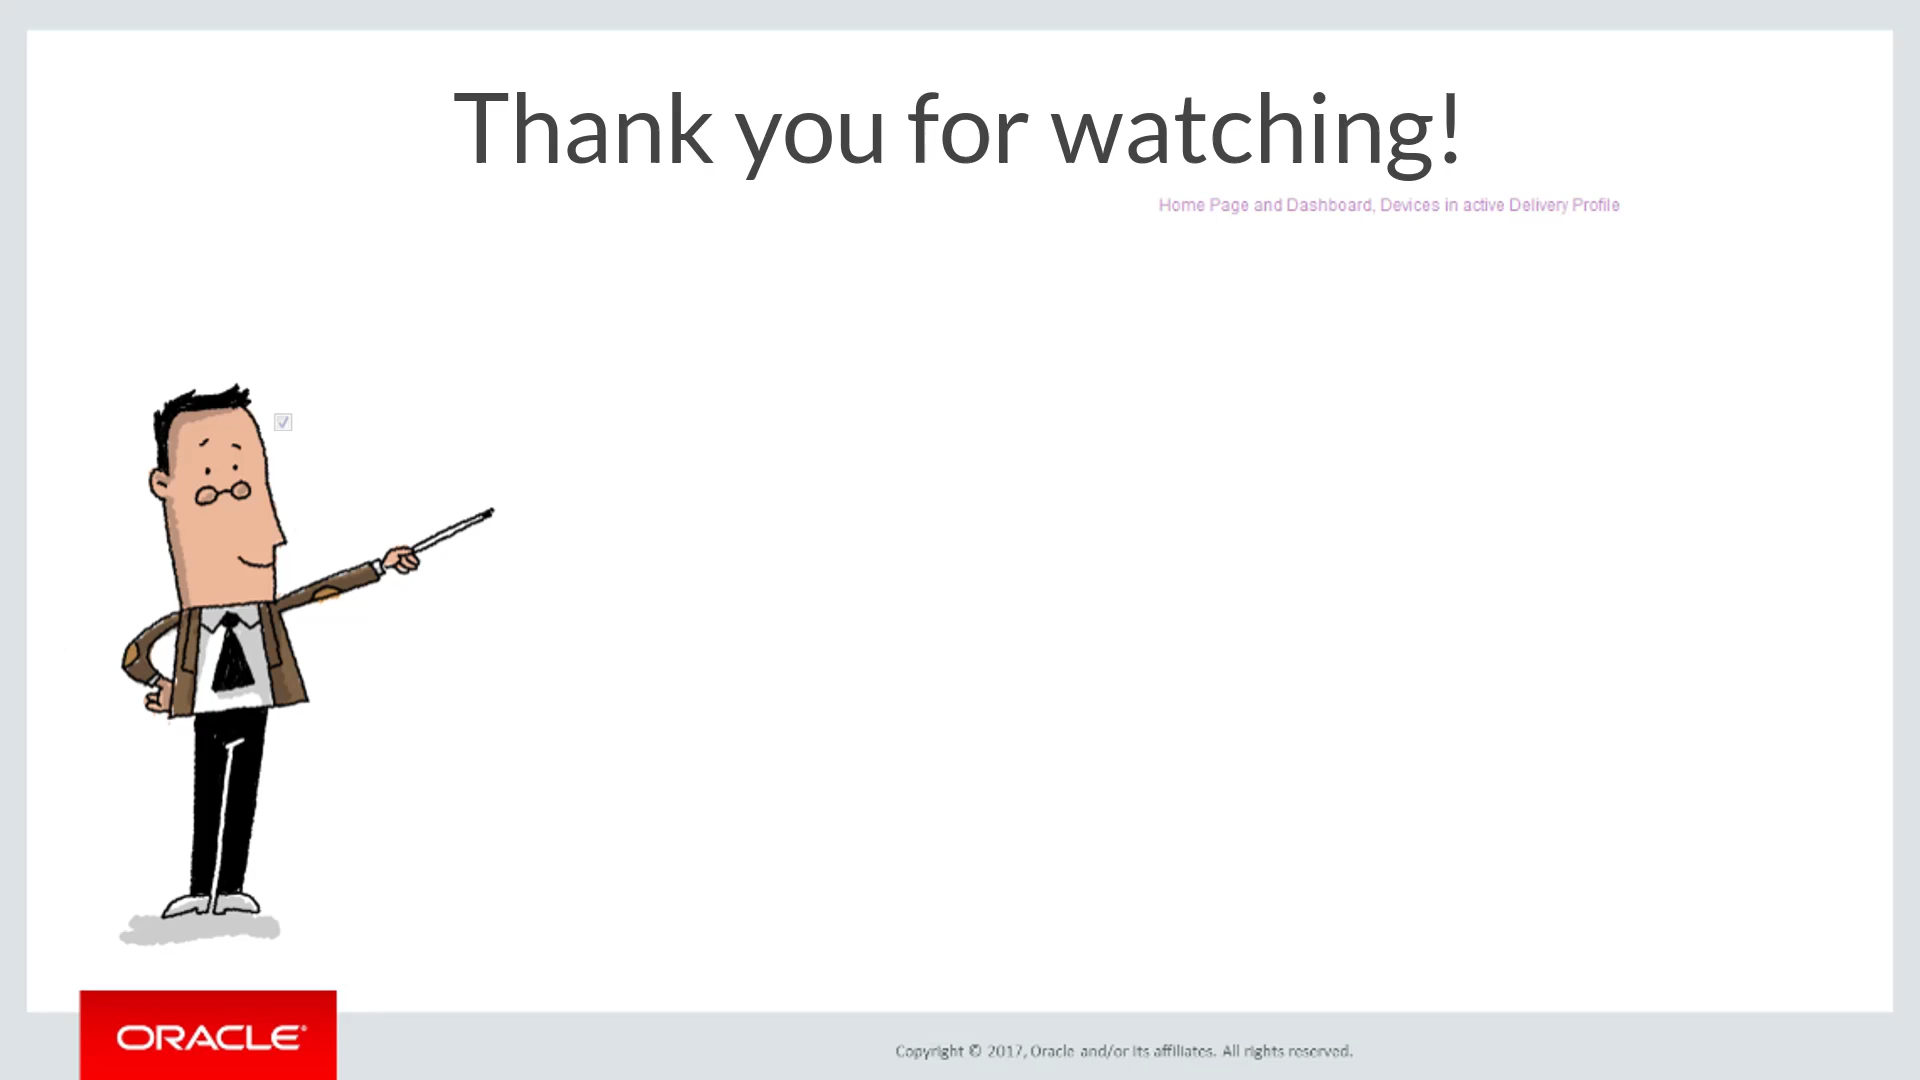 Thank you for watching!
Home Page and Dashboard, Devices in active Delivery Profile
ORACLE®
Copyright © 2017, Oracle and/or its affiliates. All rights reserved.